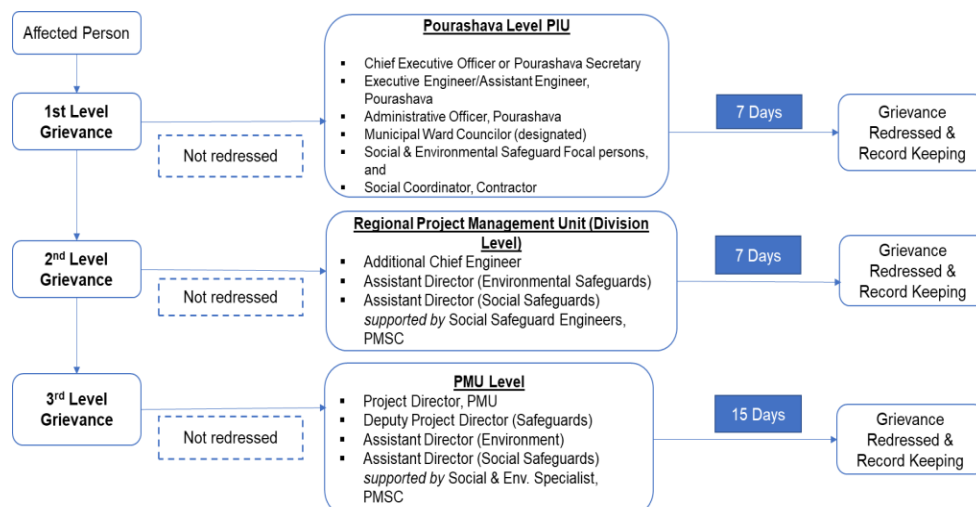 Affected Person
1st Level
Grievance
Not redressed
Pourashava Level PIU
▪ Chief Executive Officer or Pourashava Secretary
▪ Executive Engineer/Assistant Engineer,
Pourashava
▪ Administrative Officer, Pourashava
▪ Municipal Ward Councilor (designated)
▪ Social & Environmental Safeguard Focal persons,
and
▪ Social Coordinator, Contractor
7 Days
Grievance
Redressed &
Record Keeping
2nd Level
Grievance
Not redressed
Regional Project Management Unit (Division
Level)
▪ Additional Chief Engineer
▪ Assistant Director (Environmental Safeguards)
▪ Assistant Director (Social Safeguards)
supported by Social Safeguard Engineers,
PMSC
7 Days
Grievance
Redressed &
Record Keeping
3rd Level
Grievance
Not redressed
PMU Level
▪ Project Director, PMU
▪ Deputy Project Director (Safeguards)
▪ Assistant Director (Environment)
▪ Assistant Director (Social Safeguards)
supported by Social & Env. Specialist,
PMSC
15 Days
Grievance
Redressed &
Record Keeping